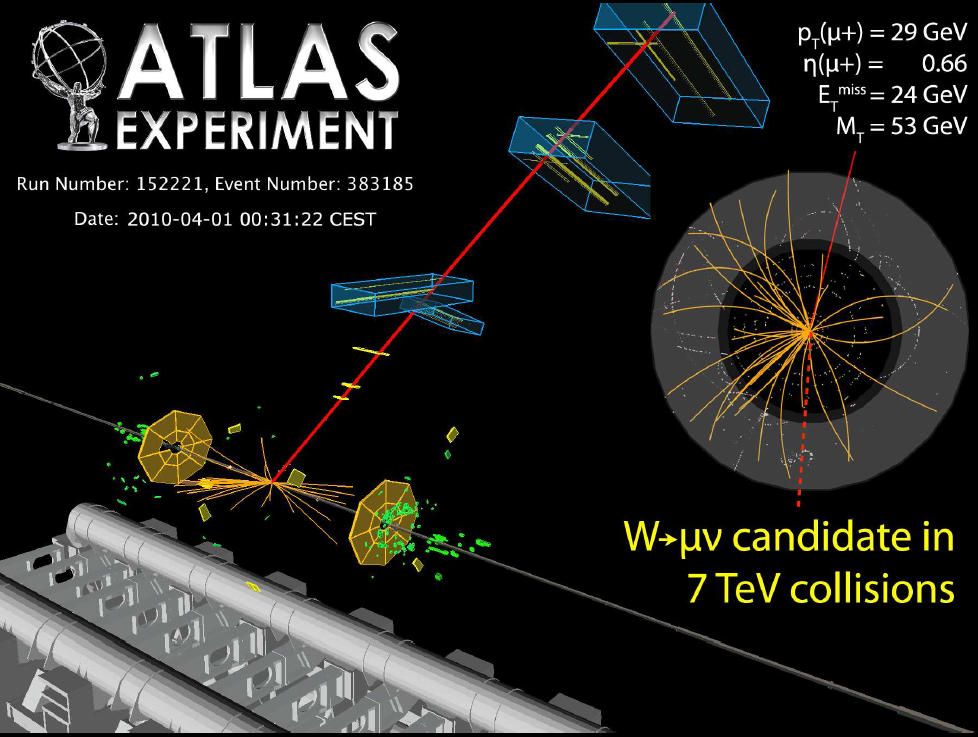 ATLAS
EXPERIMENT
Run Number: 152221, Event Number: 383185
Date: 2010-04-01 00:31:22 CEST
p_T(μ+) = 29 GeV
η(μ+) = 0.66
E_T^miss = 24 GeV
M_T = 53 GeV
W→μν candidate in
7 TeV collisions